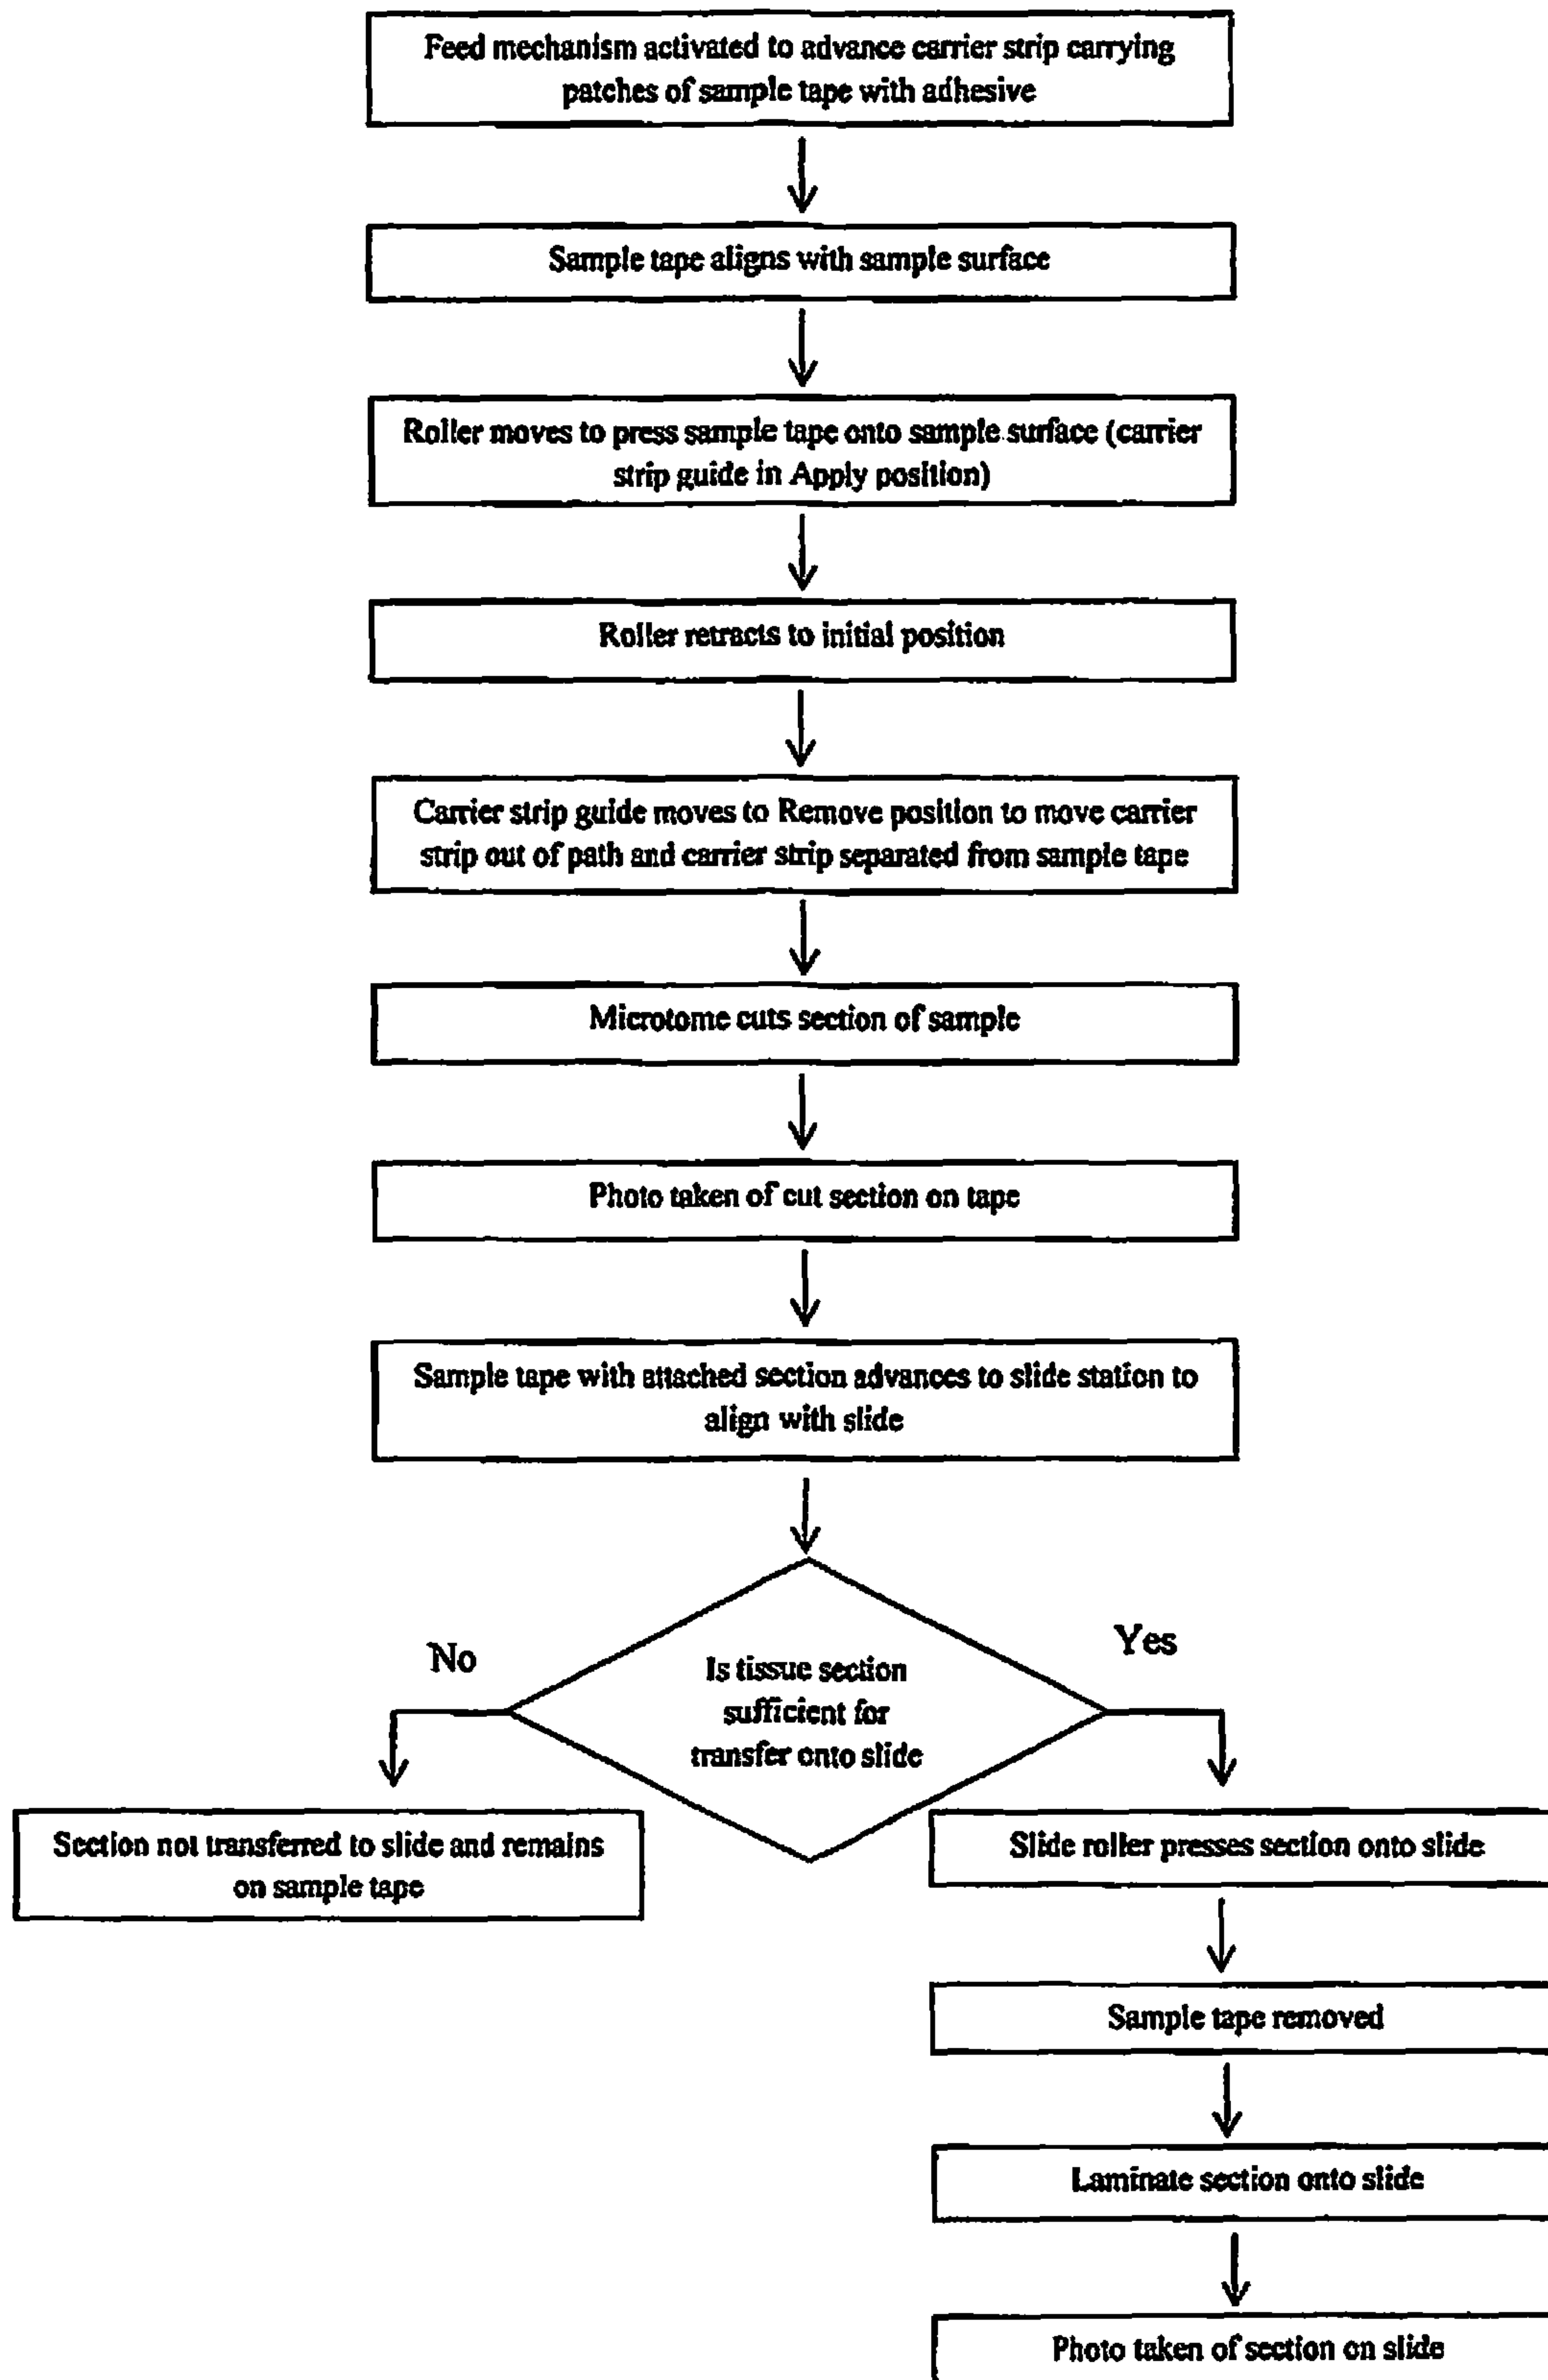 Feed mechanism activated to advance carrier strip carrying
patches of sample tape with adhesive
Sample tape aligns with sample surface
Roller moves to press sample tape onto sample surface (carrier
strip guide in Apply position)
Roller retracts to initial position
Carrier strip guide moves to Remove position to move carrier
strip out of path and carrier strip separated from sample tape
Microtome cuts section of sample
Photo taken of cut section on tape
Sample tape with attached section advances to slide station to
align with slide
No
Yes
Is tissue section
sufficient for
transfer onto slide
Section not transferred to slide and remains
on sample tape
Slide roller presses section onto slide
Sample tape removed
Laminate section onto slide
Photo taken of section on slide